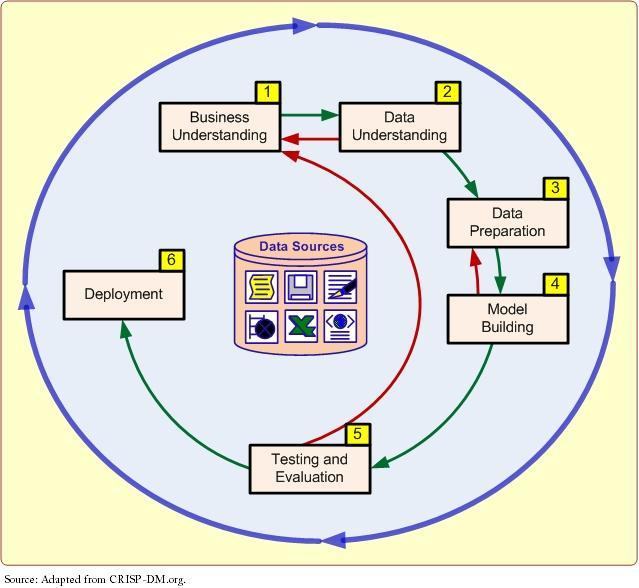 1
Business
Understanding
2
Data
Understanding
3
Data
Preparation
4
Model
Building
5
Testing and
Evaluation
6
Deployment
Data Sources
Source: Adapted from CRISP-DM.org.